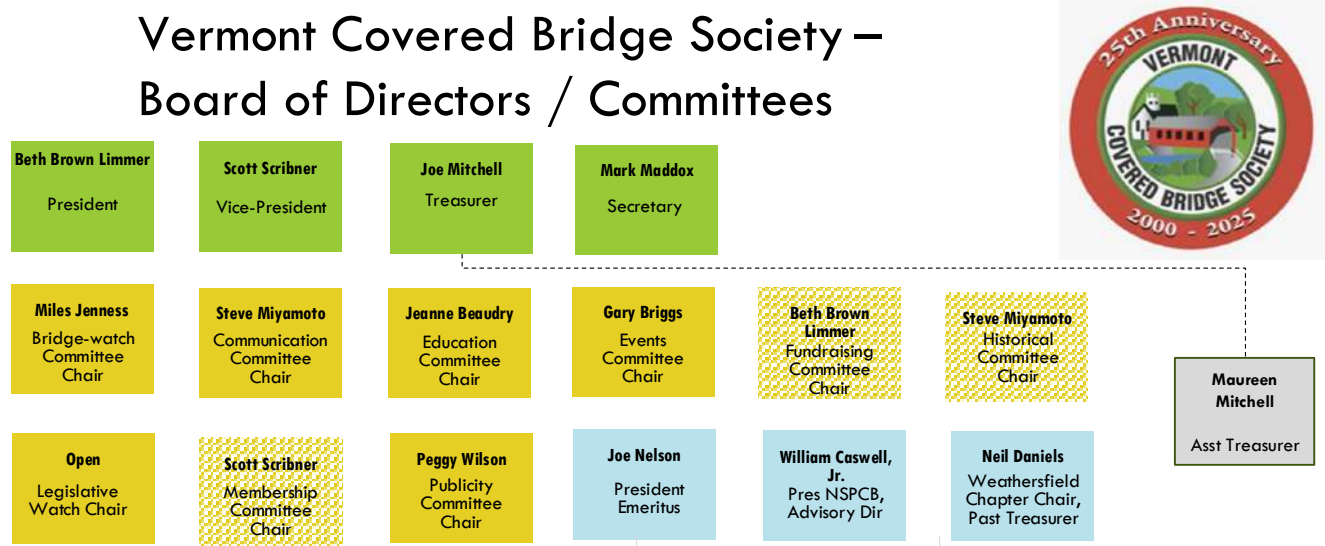 Vermont Covered Bridge Society –
Board of Directors / Committees
25th Anniversary
VERMONT
COVERED BRIDGE SOCIETY
2000 - 2025
Beth Brown Limmer
President
Scott Scribner
Vice-President
Joe Mitchell
Treasurer
Mark Maddox
Secretary
Miles Jenness
Bridge-watch
Committee
Chair
Steve Miyamoto
Communication
Committee
Chair
Jeanne Beaudry
Education
Committee
Chair
Gary Briggs
Events
Committee
Chair
Beth Brown
Limmer
Fundraising
Committee
Chair
Steve Miyamoto
Historical
Committee
Chair
Maureen
Mitchell
Asst Treasurer
Open
Legislative
Watch Chair
Scott Scribner
Membership
Committee
Chair
Peggy Wilson
Publicity
Committee
Chair
Joe Nelson
President
Emeritus
William Caswell,
Jr.
Pres NSPCB,
Advisory Dir
Neil Daniels
Weathersfield
Chapter Chair,
Past Treasurer